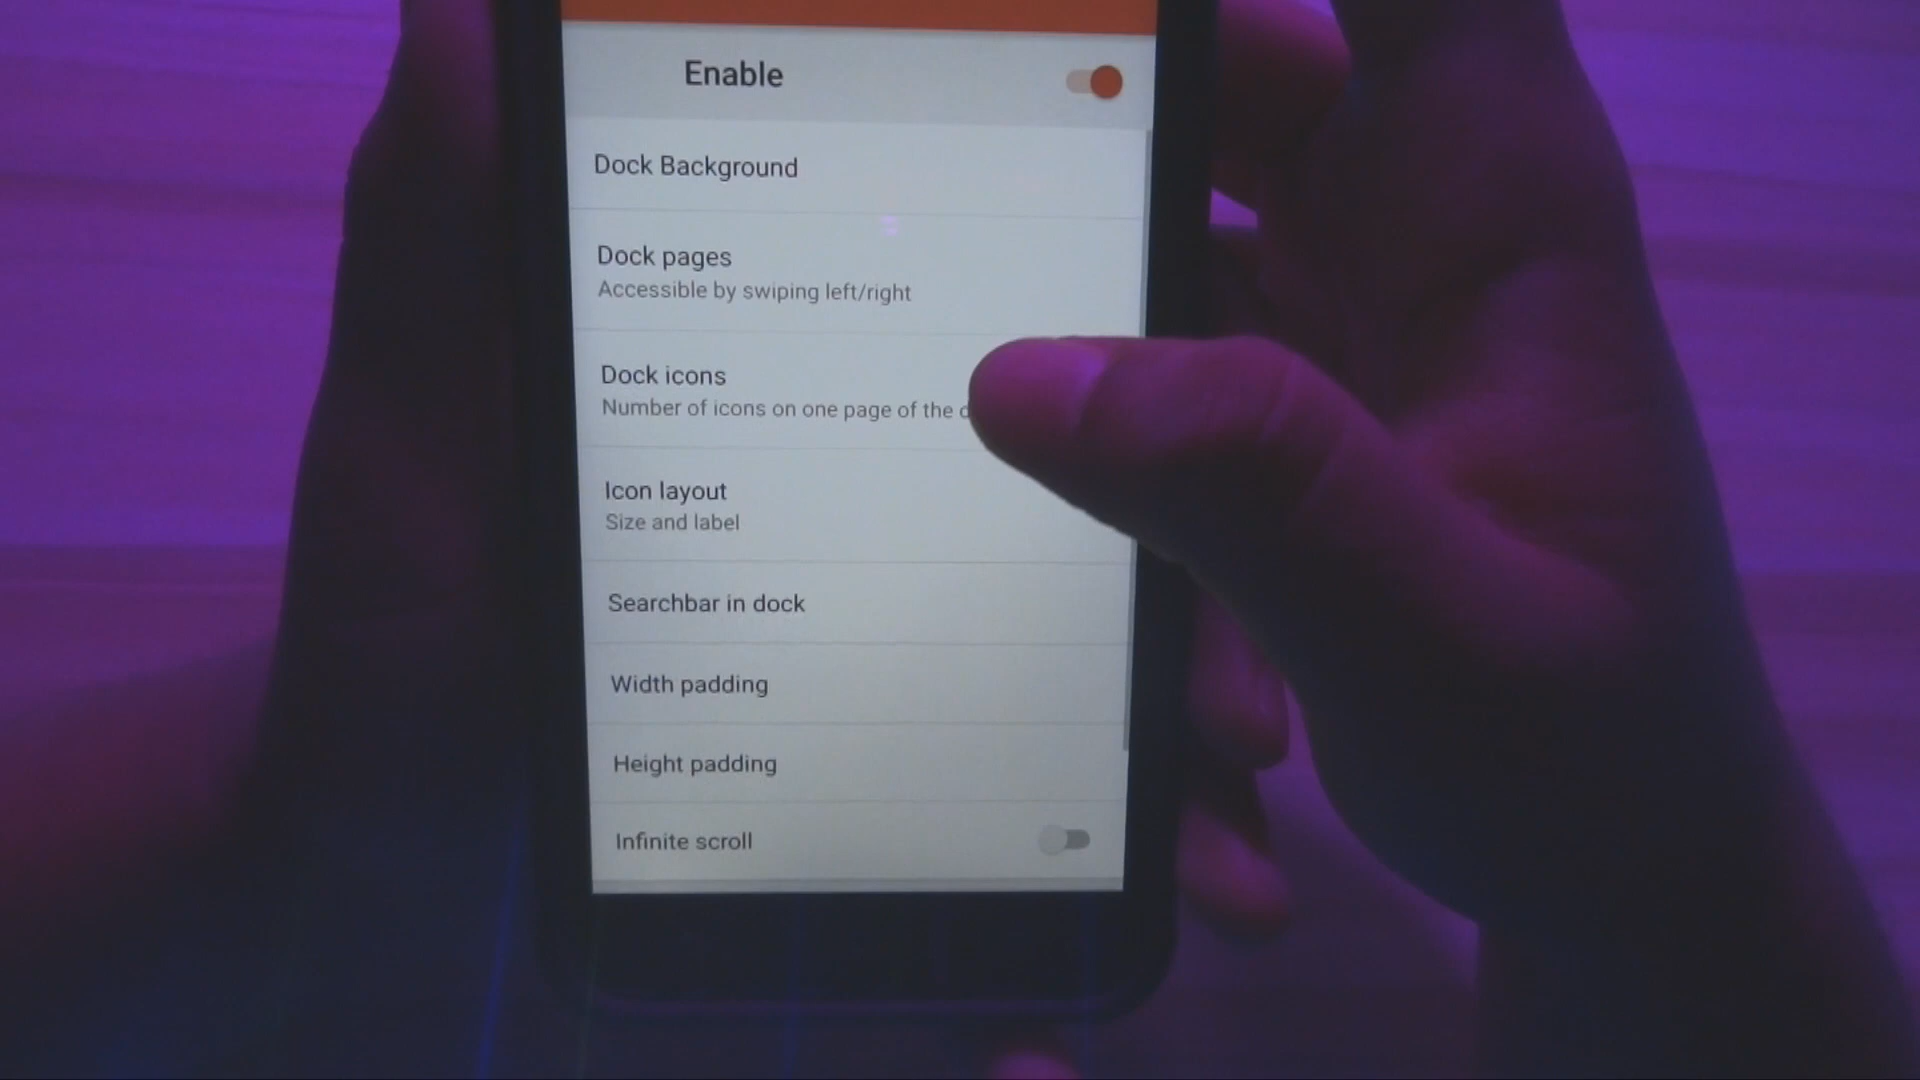 Enable
Dock Background
Dock pages
Accessible by swiping left/right
Dock icons
Number of icons on one page of the
Icon layout
Size and label
Searchbar in dock
Width padding
Height padding
Infinite scroll